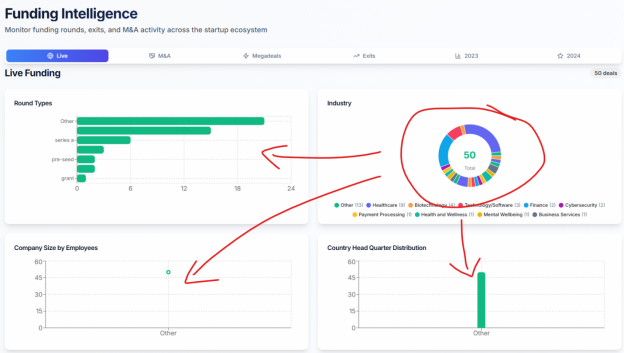 Funding Intelligence
Monitor funding rounds, exits, and M&A activity across the startup ecosystem
Live M&A Megadeals Exits 2023 2024
Live Funding 50 deals
Round Types
Other
series a
pre-seed
grant
0 6 12 18 24
Industry
50
Total
Other (13) Healthcare (9) Biotechnology (4) Technology/Software (3) Finance (2) Cybersecurity (2)
Payment Processing (1) Health and Wellness (1) Mental Wellbeing (1) Business Services (1)
Company Size by Employees
60
45
30
15
0
Other
Country Head Quarter Distribution
60
45
30
15
0
Other